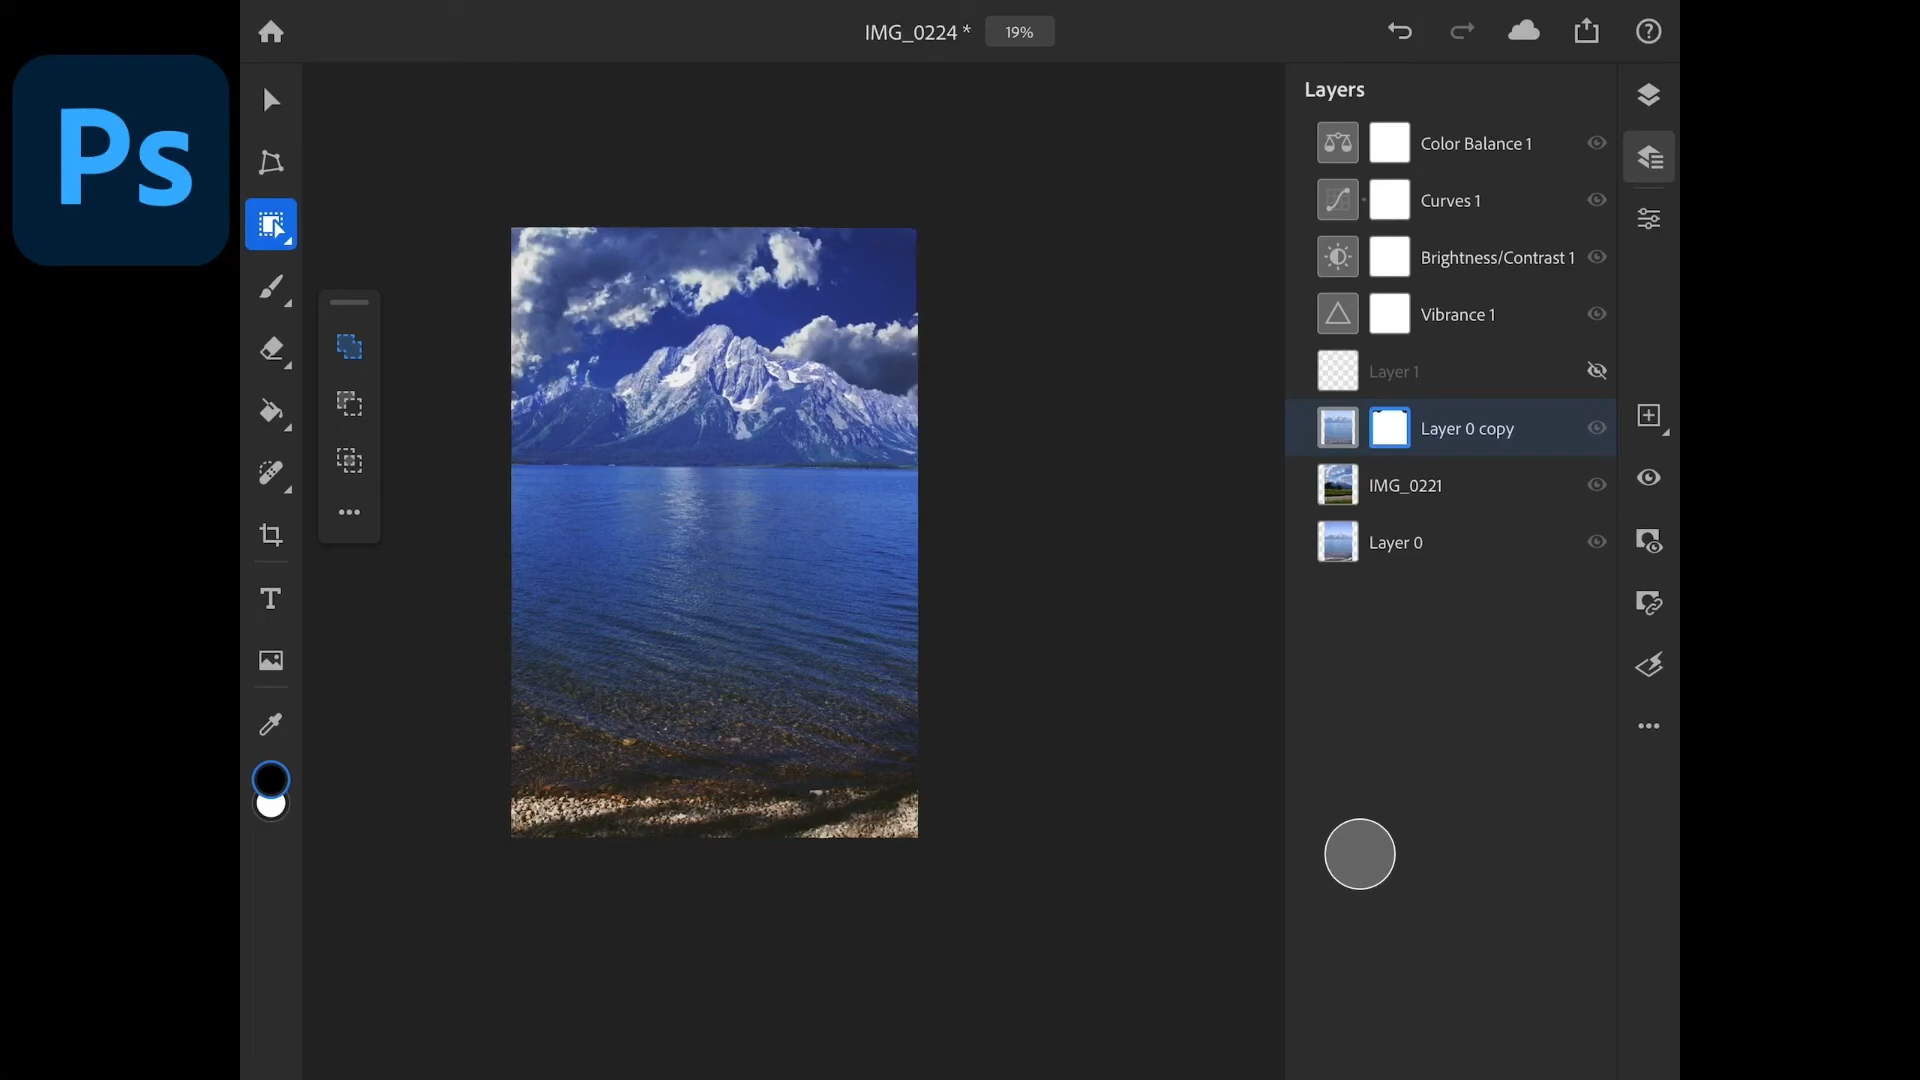 Ps
IMG_0224 *
19%
Layers
Color Balance 1
Curves 1
Brightness/Contrast 1
Vibrance 1
Layer 1
Layer 0 copy
IMG_0221
Layer 0